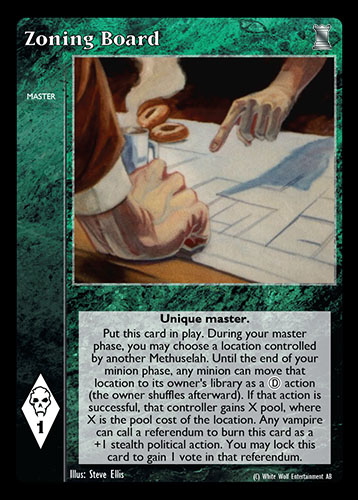 Zoning Board
MASTER
Unique master.
Put this card in play. During your master
phase, you may choose a location controlled
by another Methuselah. Until the end of your
minion phase, any minion can move that
location to its owner's library as a Ⓓ action
(the owner shuffles afterward). If that action is
successful, that controller gains X pool, where
X is the pool cost of the location. Any vampire
can call a referendum to burn this card as a
+1 stealth political action. You may lock this
card to gain 1 vote in that referendum.
1
Illus: Steve Ellis
(C) White Wolf Entertainment AB